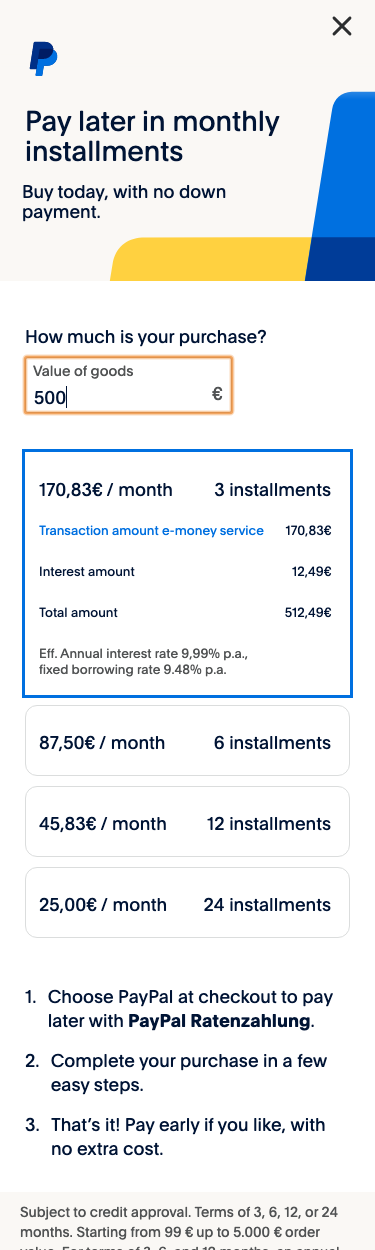 Pay later in monthly
installments
Buy today, with no down
payment.
How much is your purchase?
Value of goods
500 €
170,83€ / month 3 installments
Transaction amount e-money service 170,83€
Interest amount 12,49€
Total amount 512,49€
Eff. Annual interest rate 9,99% p.a.,
fixed borrowing rate 9.48% p.a.
87,50€ / month 6 installments
45,83€ / month 12 installments
25,00€ / month 24 installments
1. Choose PayPal at checkout to pay
later with PayPal Ratenzahlung.
2. Complete your purchase in a few
easy steps.
3. That's it! Pay early if you like, with
no extra cost.
Subject to credit approval. Terms of 3, 6, 12, or 24
months. Starting from 99 € up to 5.000 € order